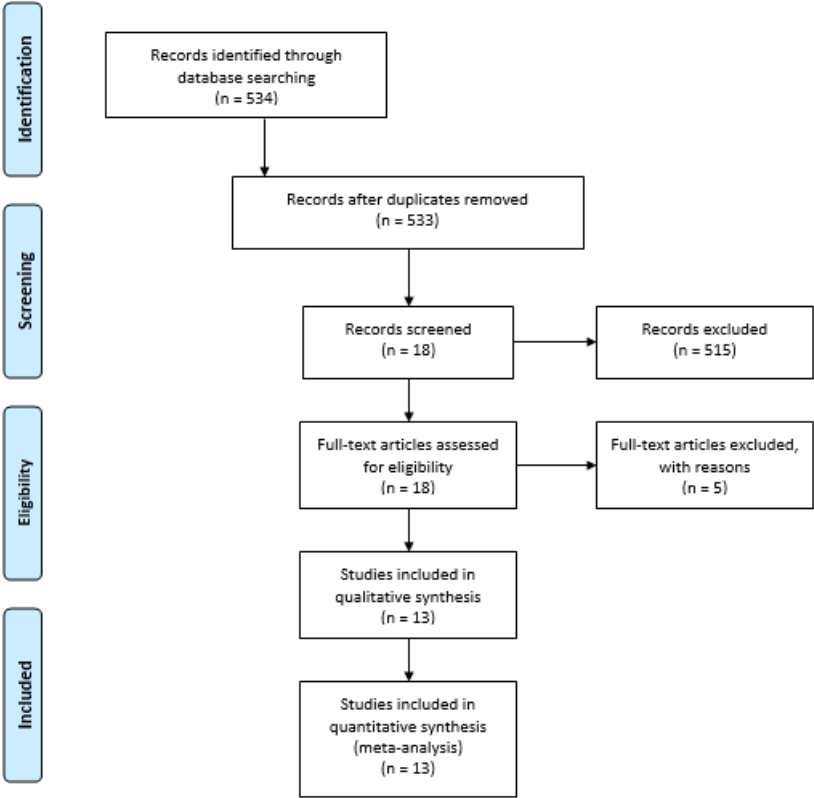 Identification
Records identified through
database searching
(n = 534)
Records after duplicates removed
(n = 533)
Screening
Records screened
(n = 18)
Records excluded
(n = 515)
Eligibility
Full-text articles assessed
for eligibility
(n = 18)
Full-text articles excluded,
with reasons
(n = 5)
Studies included in
qualitative synthesis
(n = 13)
Included
Studies included in
quantitative synthesis
(meta-analysis)
(n = 13)